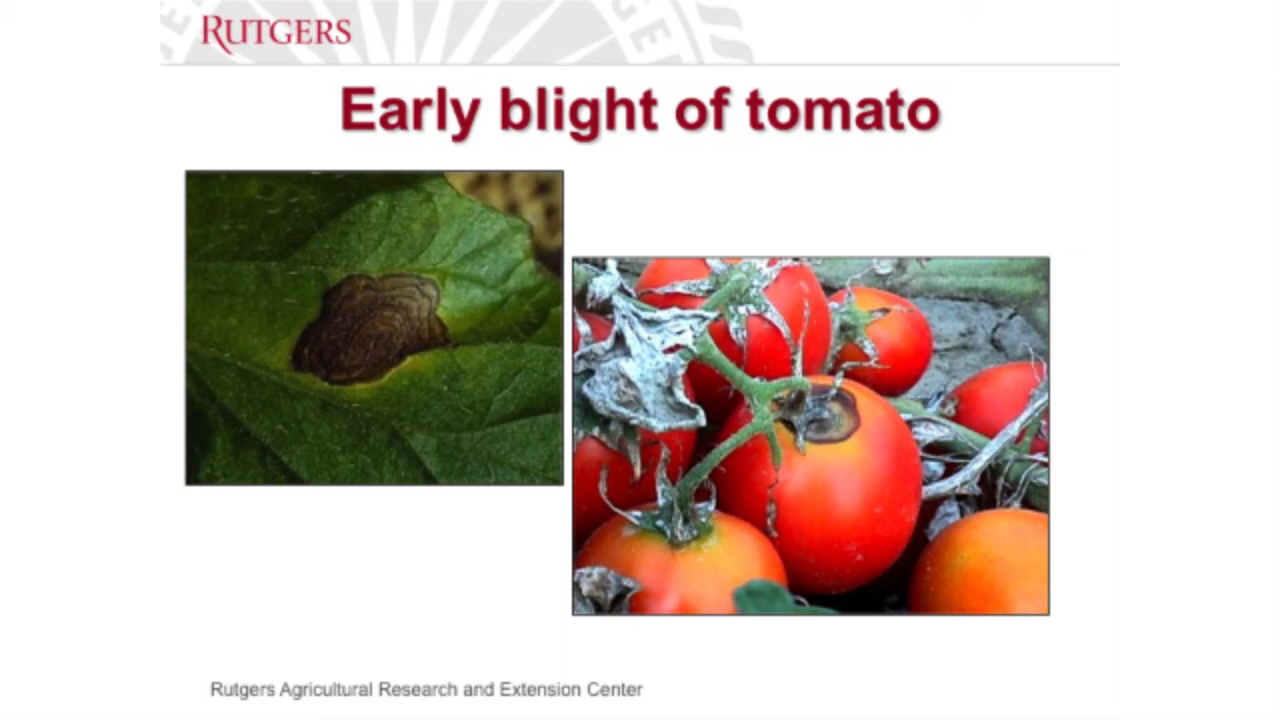 RUTGERS
Early blight of tomato
Rutgers Agricultural Research and Extension Center